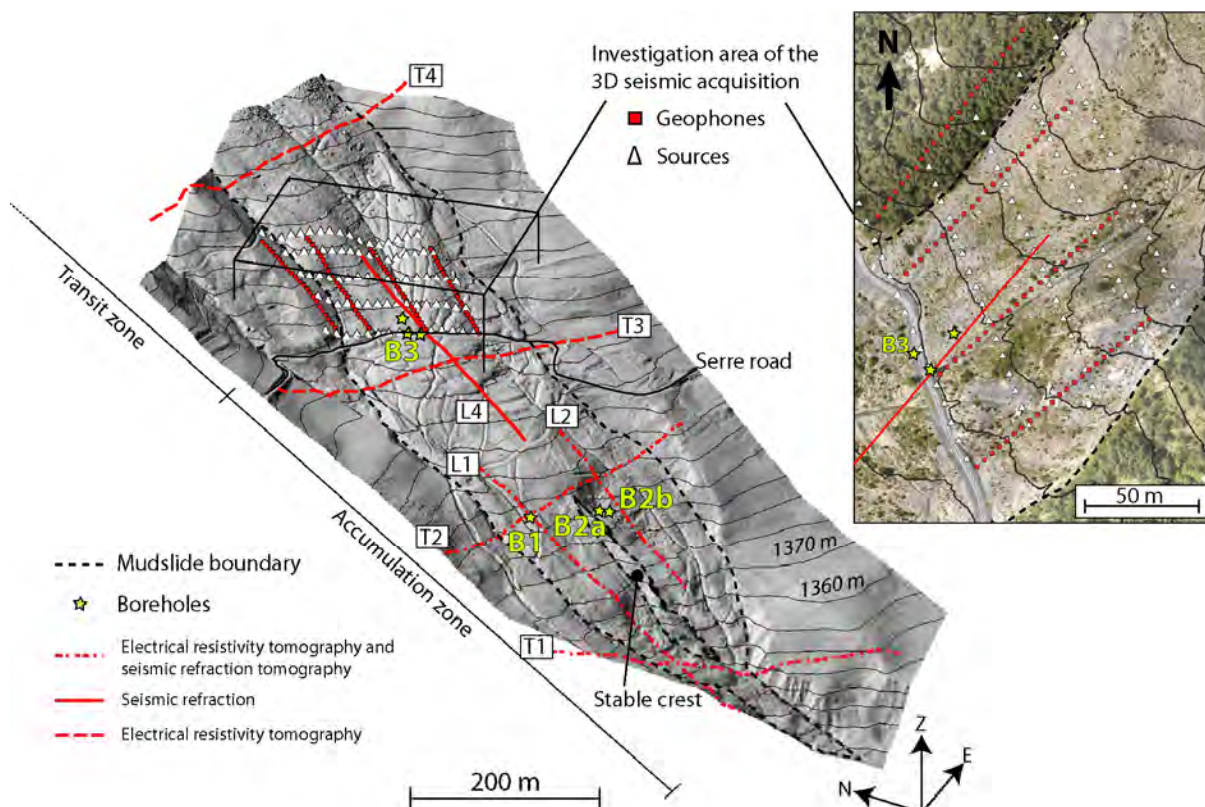 Investigation area of the
3D seismic acquisition
Geophones
Sources
T4
N
B3
50 m
Transit zone
B3
T3
Serre road
L4
L2
L1
B2b
B2a
B1
T2
1370 m
1360 m
Accumulation zone
T1
Stable crest
Mudslide boundary
Boreholes
Electrical resistivity tomography and
seismic refraction tomography
Seismic refraction
Electrical resistivity tomography
200 m
Z
E
N